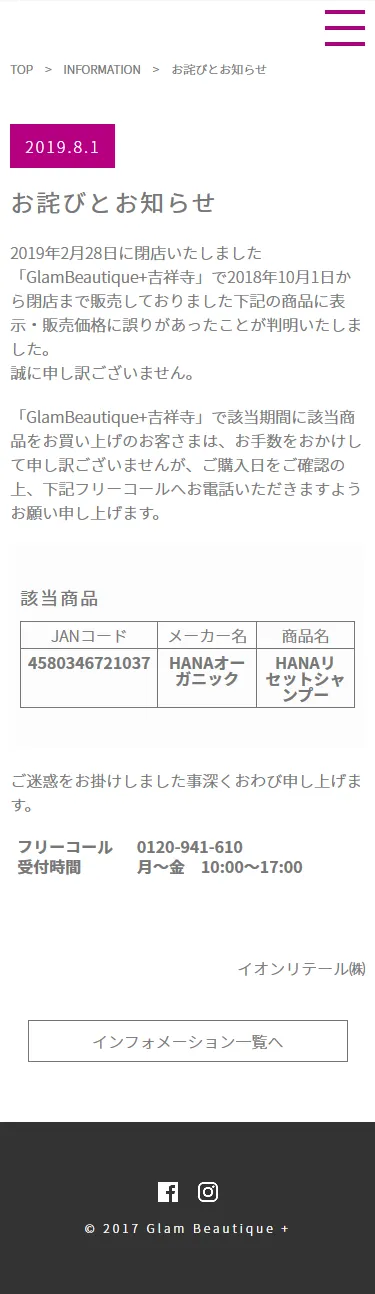 TOP > INFORMATION > お詫びとお知らせ
2019.8.1
お詫びとお知らせ
2019年2月28日に閉店いたしました
「GlamBeautique+吉祥寺」で2018年10月1日か
ら閉店まで販売しておりました下記の商品に表
示・販売価格に誤りがあったことが判明いたしま
した。
誠に申し訳ございません。
「GlamBeautique+吉祥寺」で該当期間に該当商
品をお買い上げのお客さまは、お手数をおかけし
て申し訳ございませんが、ご購入日をご確認の
上、下記フリーコールへお電話いただきますよう
お願い申し上げます。
該当商品
JANコード メーカー名 商品名
4580346721037 HANAオー HANAリ
ガニック セットシャ
ンプー
ご迷惑をお掛けしました事深くおわび申し上げま
す。
フリーコール 0120-941-610
受付時間 月〜金 10:00〜17:00
イオンリテール㈱
インフォメーション一覧へ
© 2017 Glam Beautique +